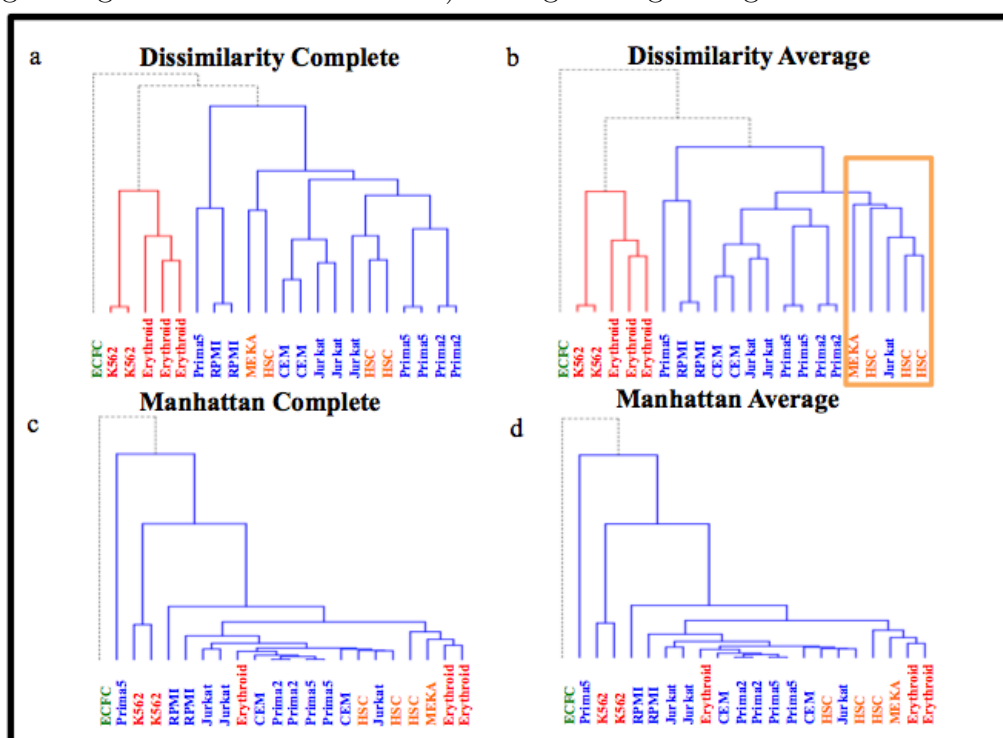 a
Dissimilarity Complete
ECFC
K562
K562
Erythroid
Erythroid
Erythroid
Prima5
RPMI
RPMI
MEKA
HSC
CEM
CEM
Jurkat
Jurkat
Jurkat
HSC
HSC
Prima5
Prima5
Prima2
Prima2
b
Dissimilarity Average
ECFC
K562
K562
Erythroid
Erythroid
Erythroid
Prima5
RPMI
RPMI
CEM
CEM
Jurkat
Jurkat
Prima5
Prima5
Prima2
Prima2
MEKA
HSC
Jurkat
HSC
HSC
c
Manhattan Complete
ECFC
Prima5
K562
K562
RPMI
RPMI
Jurkat
Jurkat
Erythroid
CEM
Prima2
Prima2
Prima5
Prima5
CEM
HSC
Jurkat
HSC
HSC
MEKA
Erythroid
Erythroid
d
Manhattan Average
ECFC
Prima5
K562
K562
RPMI
RPMI
Jurkat
Jurkat
Erythroid
CEM
Prima2
Prima2
Prima5
Prima5
CEM
HSC
Jurkat
HSC
HSC
MEKA
Erythroid
Erythroid